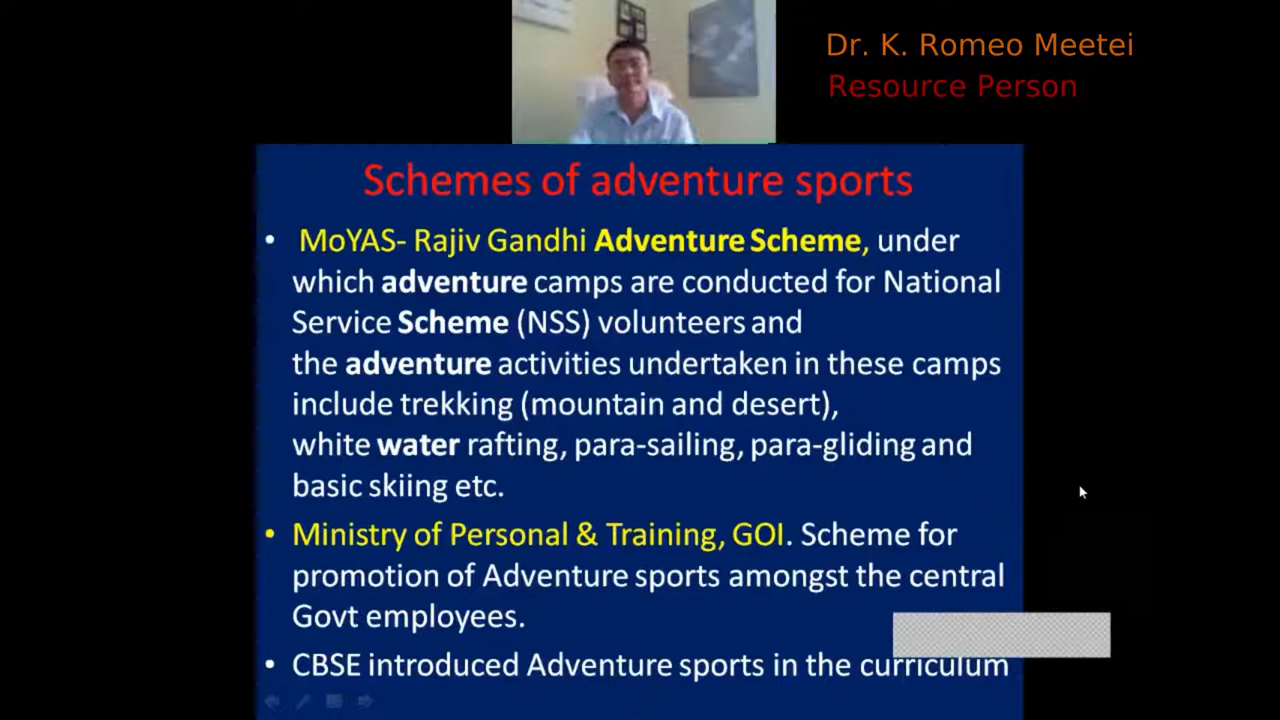 Dr. K. Romeo Meetei
Resource Person
Schemes of adventure sports
• MoYAS- Rajiv Gandhi Adventure Scheme, under
which adventure camps are conducted for National
Service Scheme (NSS) volunteers and
the adventure activities undertaken in these camps
include trekking (mountain and desert),
white water rafting, para-sailing, para-gliding and
basic skiing etc.
• Ministry of Personal & Training, GOI. Scheme for
promotion of Adventure sports amongst the central
Govt employees.
• CBSE introduced Adventure sports in the curriculum